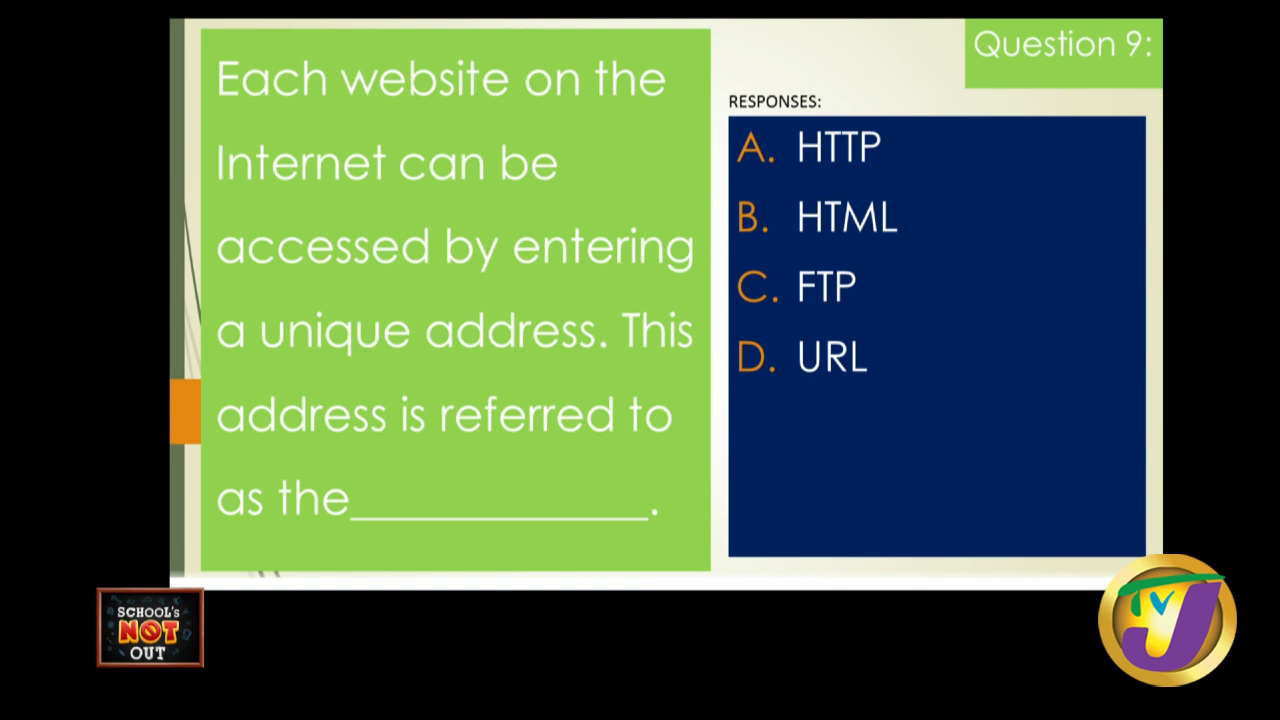 Question 9:
Each website on the
Internet can be
accessed by entering
a unique address. This
address is referred to
as the_____________.
RESPONSES:
A. HTTP
B. HTML
C. FTP
D. URL
SCHOOL's
NOT
OUT
TVJ